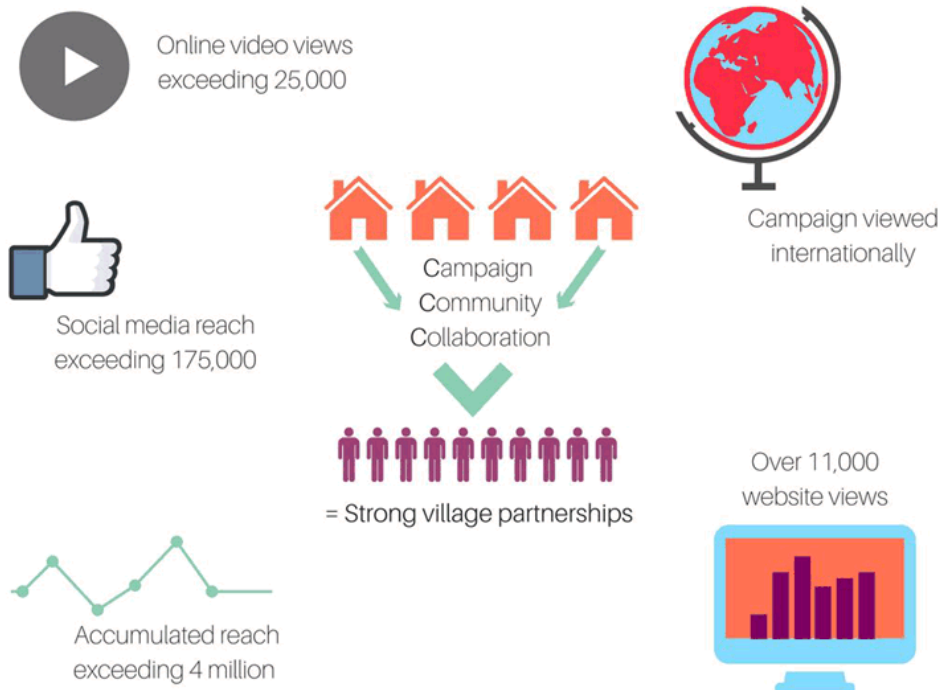 Online video views
exceeding 25,000
Campaign viewed
internationally
Social media reach
exceeding 175,000
Campaign
Community
Collaboration
= Strong village partnerships
Over 11,000
website views
Accumulated reach
exceeding 4 million